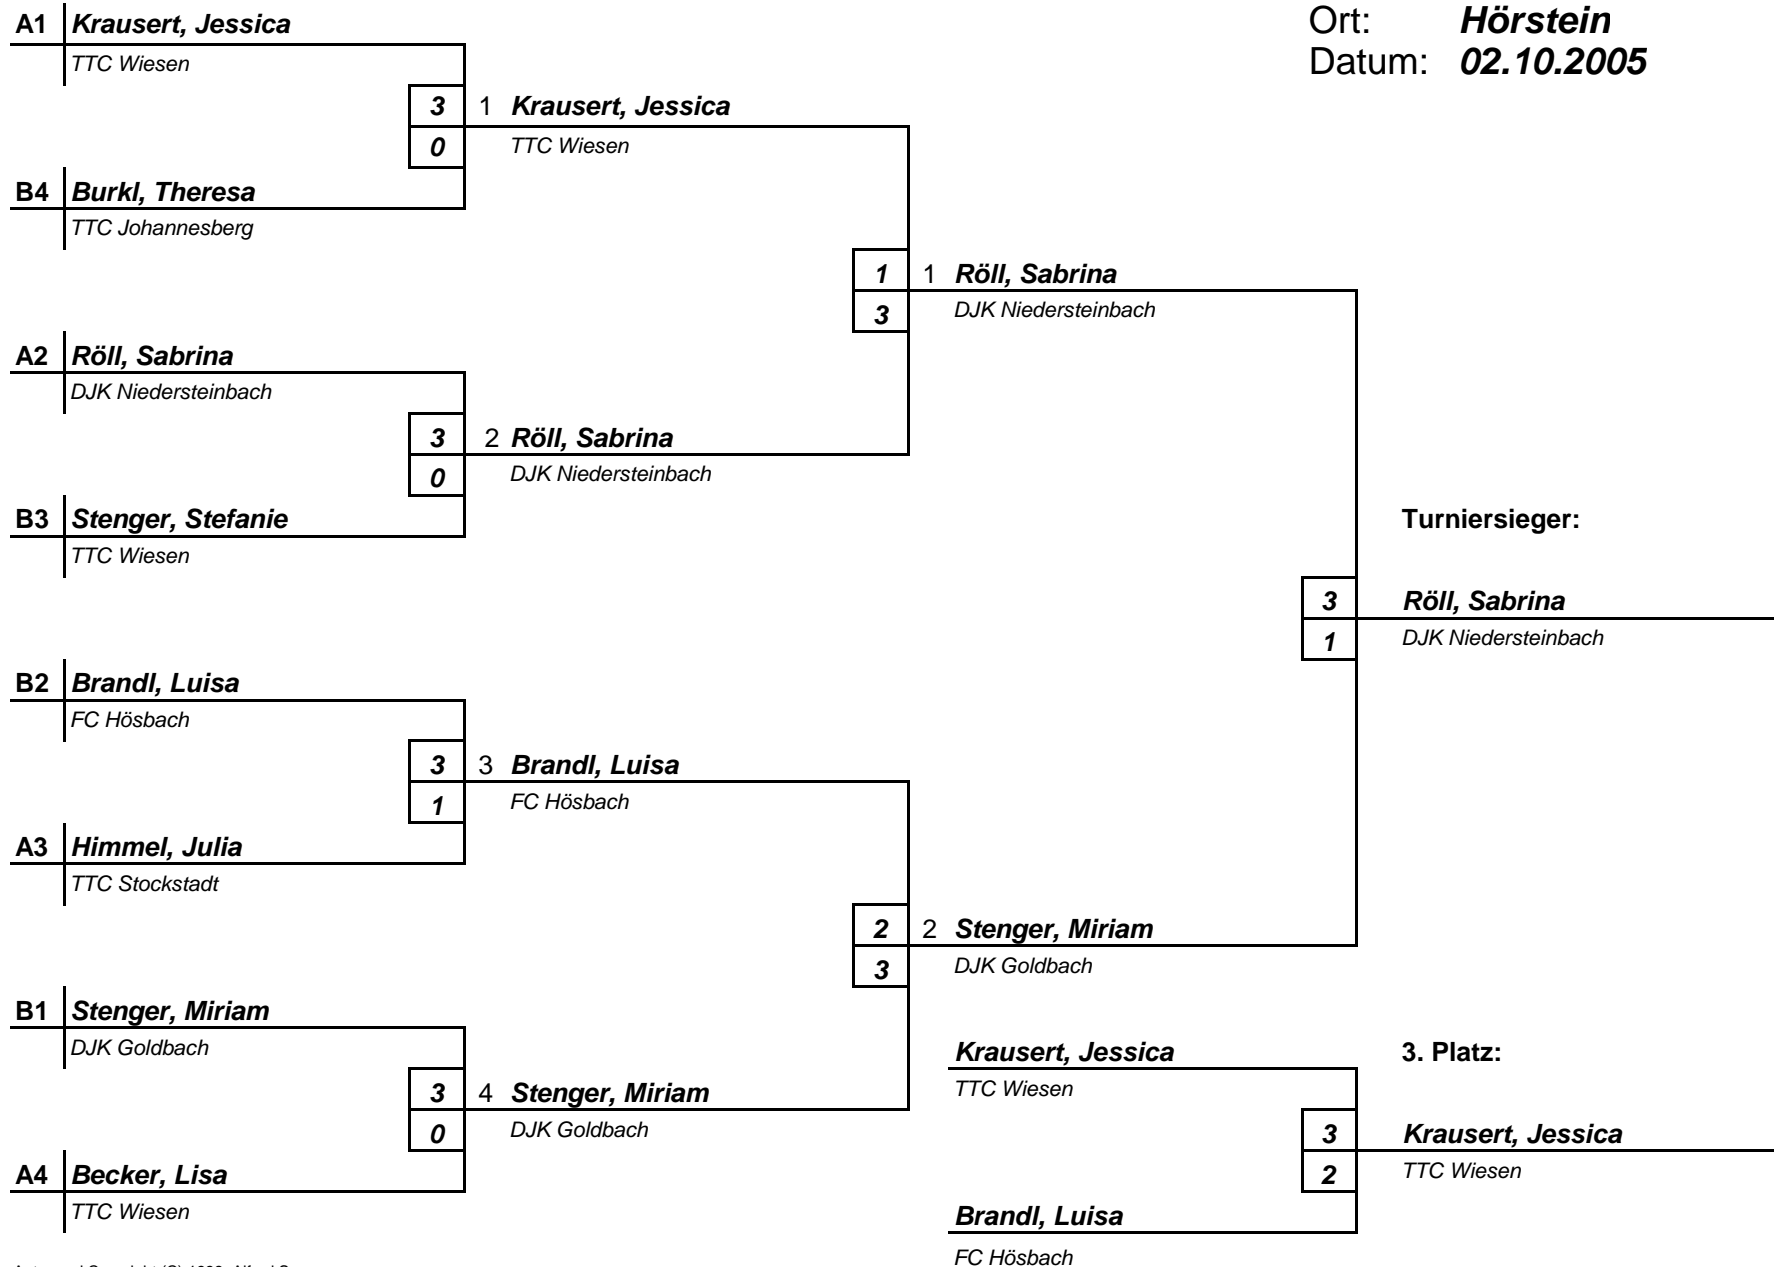 Ort: Hörstein
Datum: 02.10.2005
A1 Krausert, Jessica
TTC Wiesen
3 1 Krausert, Jessica
0 TTC Wiesen
B4 Burkl, Theresa
TTC Johannesberg
1 1 Röll, Sabrina
3 DJK Niedersteinbach
A2 Röll, Sabrina
DJK Niedersteinbach
3 2 Röll, Sabrina
0 DJK Niedersteinbach
B3 Stenger, Stefanie
TTC Wiesen
Turniersieger:
3 Röll, Sabrina
1 DJK Niedersteinbach
B2 Brandl, Luisa
FC Hösbach
3 3 Brandl, Luisa
1 FC Hösbach
A3 Himmel, Julia
TTC Stockstadt
2 2 Stenger, Miriam
3 DJK Goldbach
B1 Stenger, Miriam
DJK Goldbach
3 4 Stenger, Miriam
0 DJK Goldbach
A4 Becker, Lisa
TTC Wiesen
Krausert, Jessica
TTC Wiesen
3. Platz:
3 Krausert, Jessica
2 TTC Wiesen
Brandl, Luisa
FC Hösbach